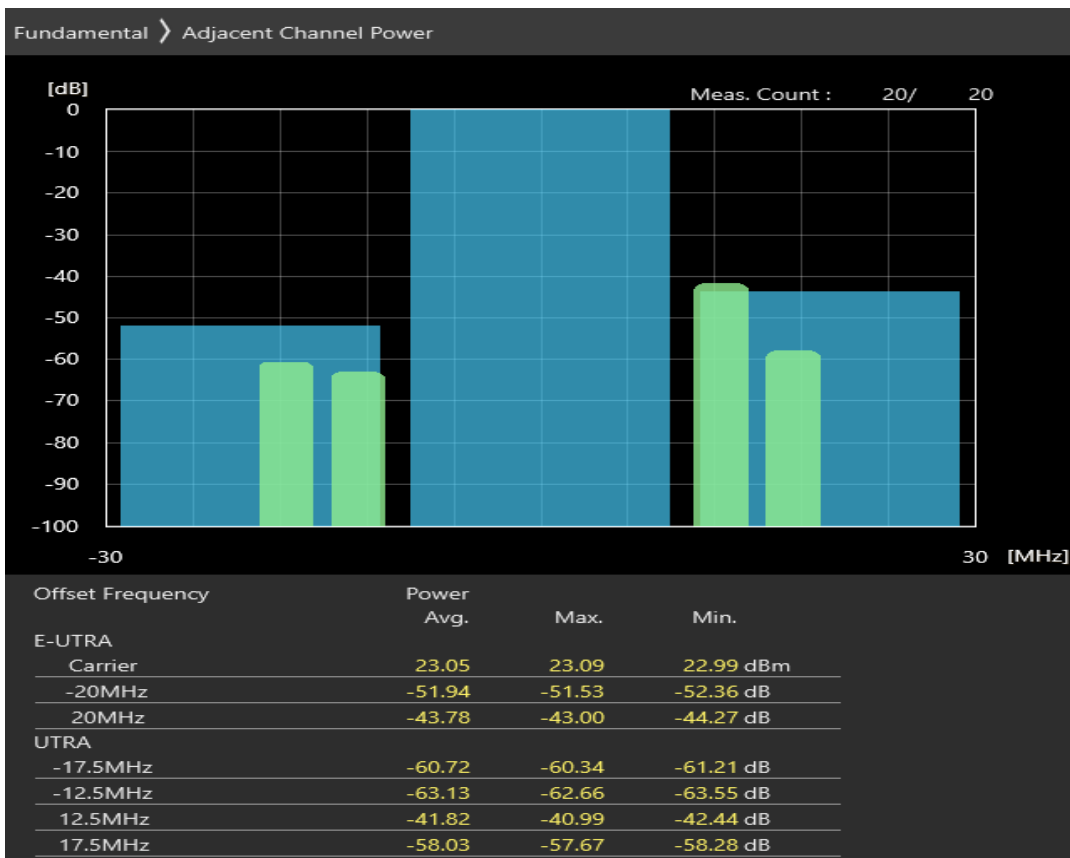 Fundamental 〉 Adjacent Channel Power
[dB]
Meas. Count : 20/ 20
0
-10
-20
-30
-40
-50
-60
-70
-80
-90
-100
-30 30 [MHz]
Offset Frequency Power
Avg. Max. Min.
E-UTRA
Carrier 23.05 23.09 22.99 dBm
-20MHz -51.94 -51.53 -52.36 dB
20MHz -43.78 -43.00 -44.27 dB
UTRA
-17.5MHz -60.72 -60.34 -61.21 dB
-12.5MHz -63.13 -62.66 -63.55 dB
12.5MHz -41.82 -40.99 -42.44 dB
17.5MHz -58.03 -57.67 -58.28 dB